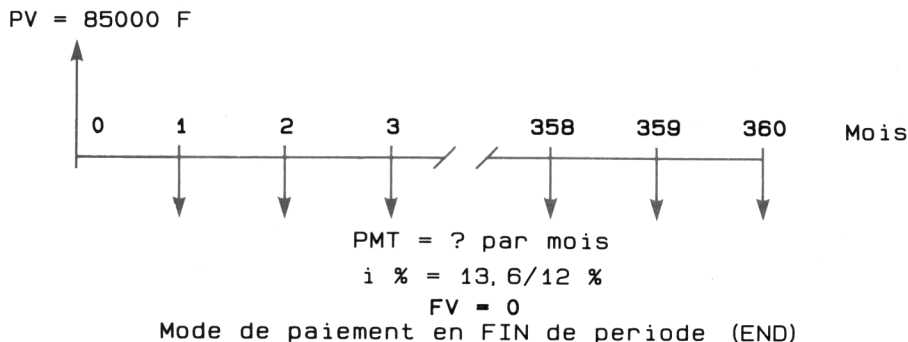 PV = 85000 F
0 1 2 3 358 359 360 Mois
PMT = ? par mois
i % = 13,6/12 %
FV = 0
Mode de paiement en FIN de periode (END)